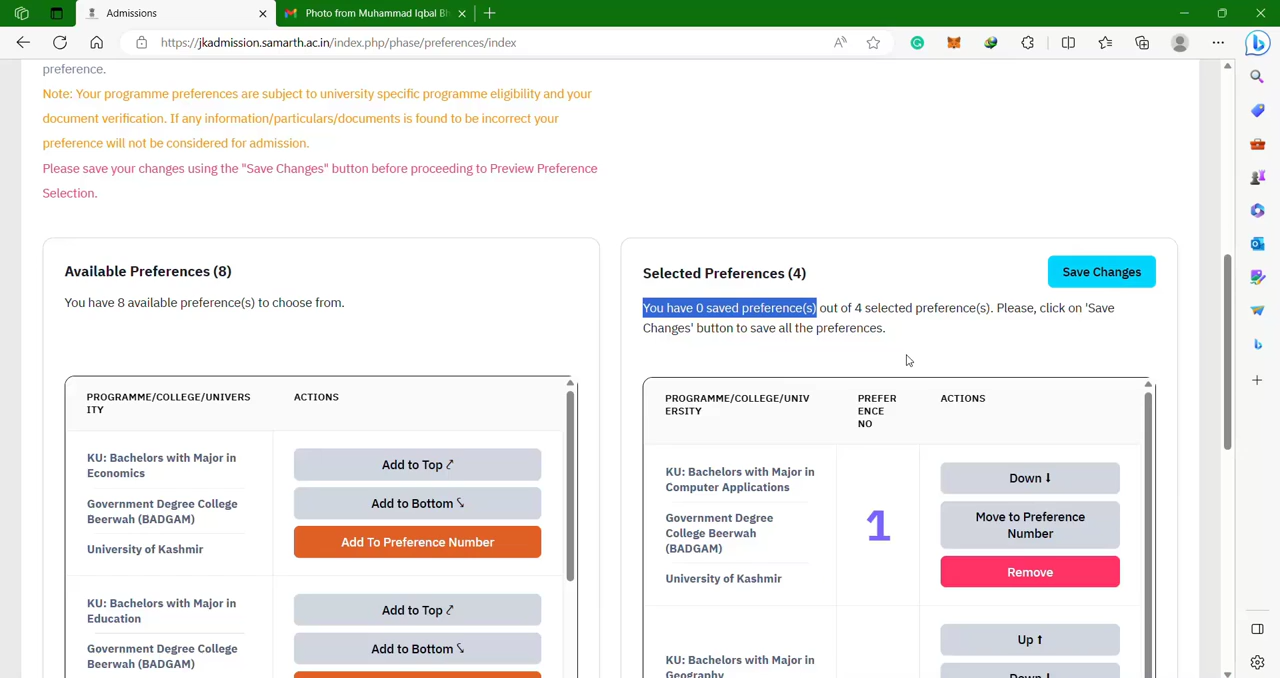 Admissions
Photo from Muhammad Iqbal Bh
https://jkadmission.samarth.ac.in/index.php/phase/preferences/index
preference.
Note: Your programme preferences are subject to university specific programme eligibility and your
document verification. If any information/particulars/documents is found to be incorrect your
preference will not be considered for admission.
Please save your changes using the "Save Changes" button before proceeding to Preview Preference
Selection.
Available Preferences (8)
You have 8 available preference(s) to choose from.
PROGRAMME/COLLEGE/UNIVERS
ITY
ACTIONS
KU: Bachelors with Major in
Economics
Government Degree College
Beerwah (BADGAM)
University of Kashmir
Add to Top ⤤
Add to Bottom ⤥
Add To Preference Number
KU: Bachelors with Major in
Education
Government Degree College
Beerwah (BADGAM)
Add to Top ⤤
Add to Bottom ⤥
Selected Preferences (4)
Save Changes
You have 0 saved preference(s) out of 4 selected preference(s). Please, click on 'Save
Changes' button to save all the preferences.
PROGRAMME/COLLEGE/UNIV
ERSITY
PREFER
ENCE
NO
ACTIONS
KU: Bachelors with Major in
Computer Applications
Government Degree
College Beerwah
(BADGAM)
University of Kashmir
1
Down ⬇
Move to Preference
Number
Remove
KU: Bachelors with Major in
Geography
Up ⬆
Down ⬇